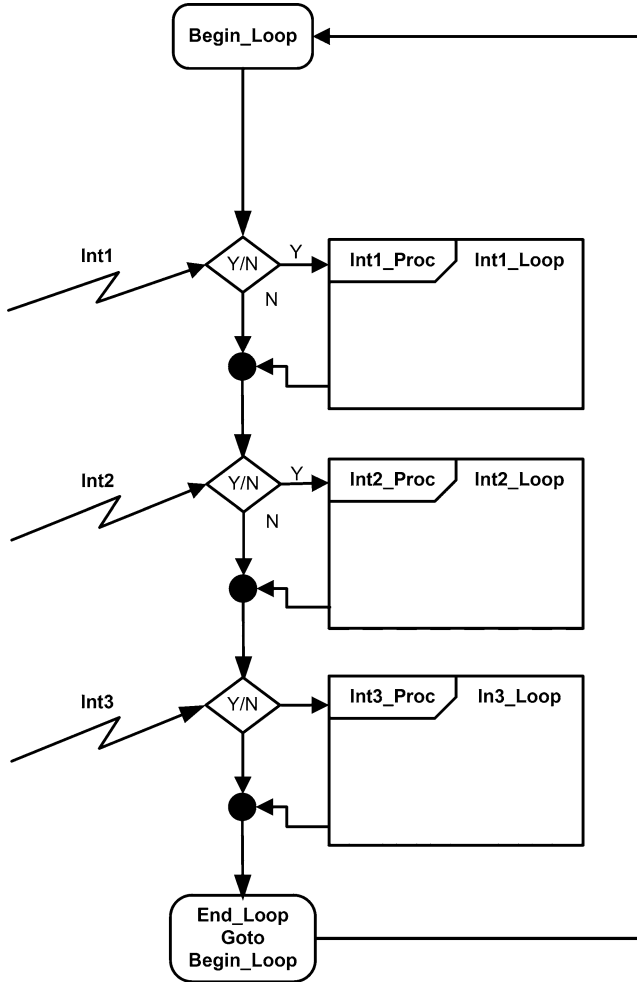 Begin_Loop
Int1
Y/N
Y
N
Int1_Proc
Int1_Loop
Int2
Y/N
Y
N
Int2_Proc
Int2_Loop
Int3
Y/N
Int3_Proc
In3_Loop
End_Loop
Goto
Begin_Loop